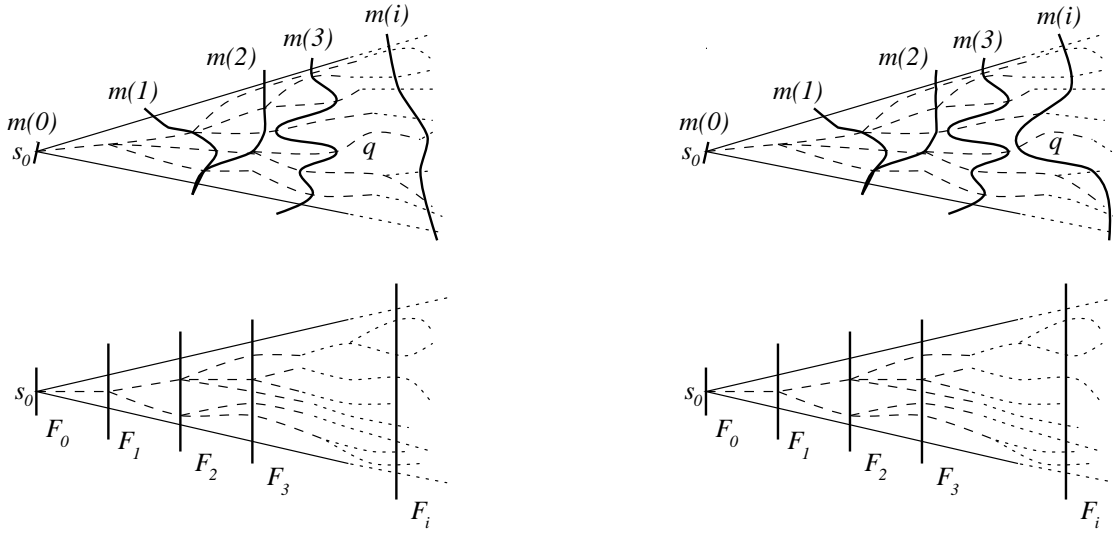 m(0)
s₀
m(1)
m(2)
m(3)
m(i)
q
m(0)
s₀
m(1)
m(2)
m(3)
m(i)
q
s₀
F₀
F₁
F₂
F₃
Fᵢ
s₀
F₀
F₁
F₂
F₃
Fᵢ